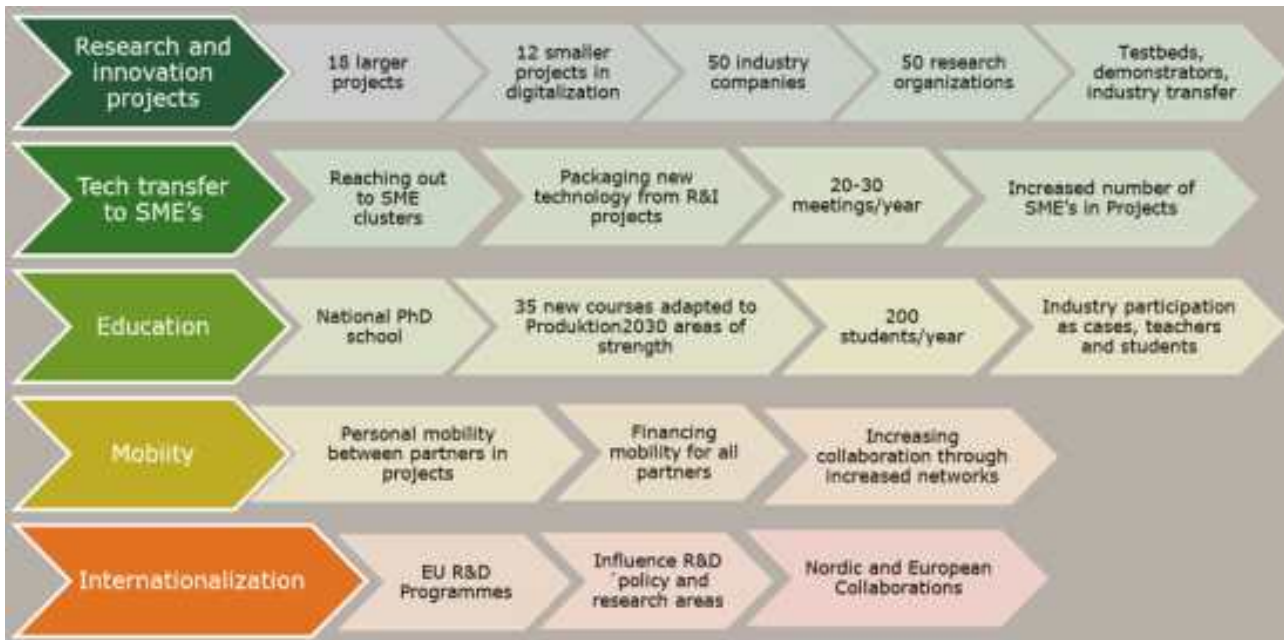 Research and
innovation
projects
18 larger
projects
12 smaller
projects in
digitalization
50 industry
companies
50 research
organizations
Testbeds,
demonstrators,
industry transfer
Tech transfer
to SME's
Reaching out
to SME
clusters
Packaging new
technology from R&I
projects
20-30
meetings/year
Increased number of
SME's in Projects
Education
National PhD
school
35 new courses adapted to
Produktion2030 areas of
strength
200
students/year
Industry participation
as cases, teachers
and students
Mobiity
Personal mobility
between partners in
projects
Financing
mobility for all
partners
Increasing
collaboration through
increased networks
Internationalization
EU R&D
Programmes
Influence R&D
´policy and
research areas
Nordic and European
Collaborations